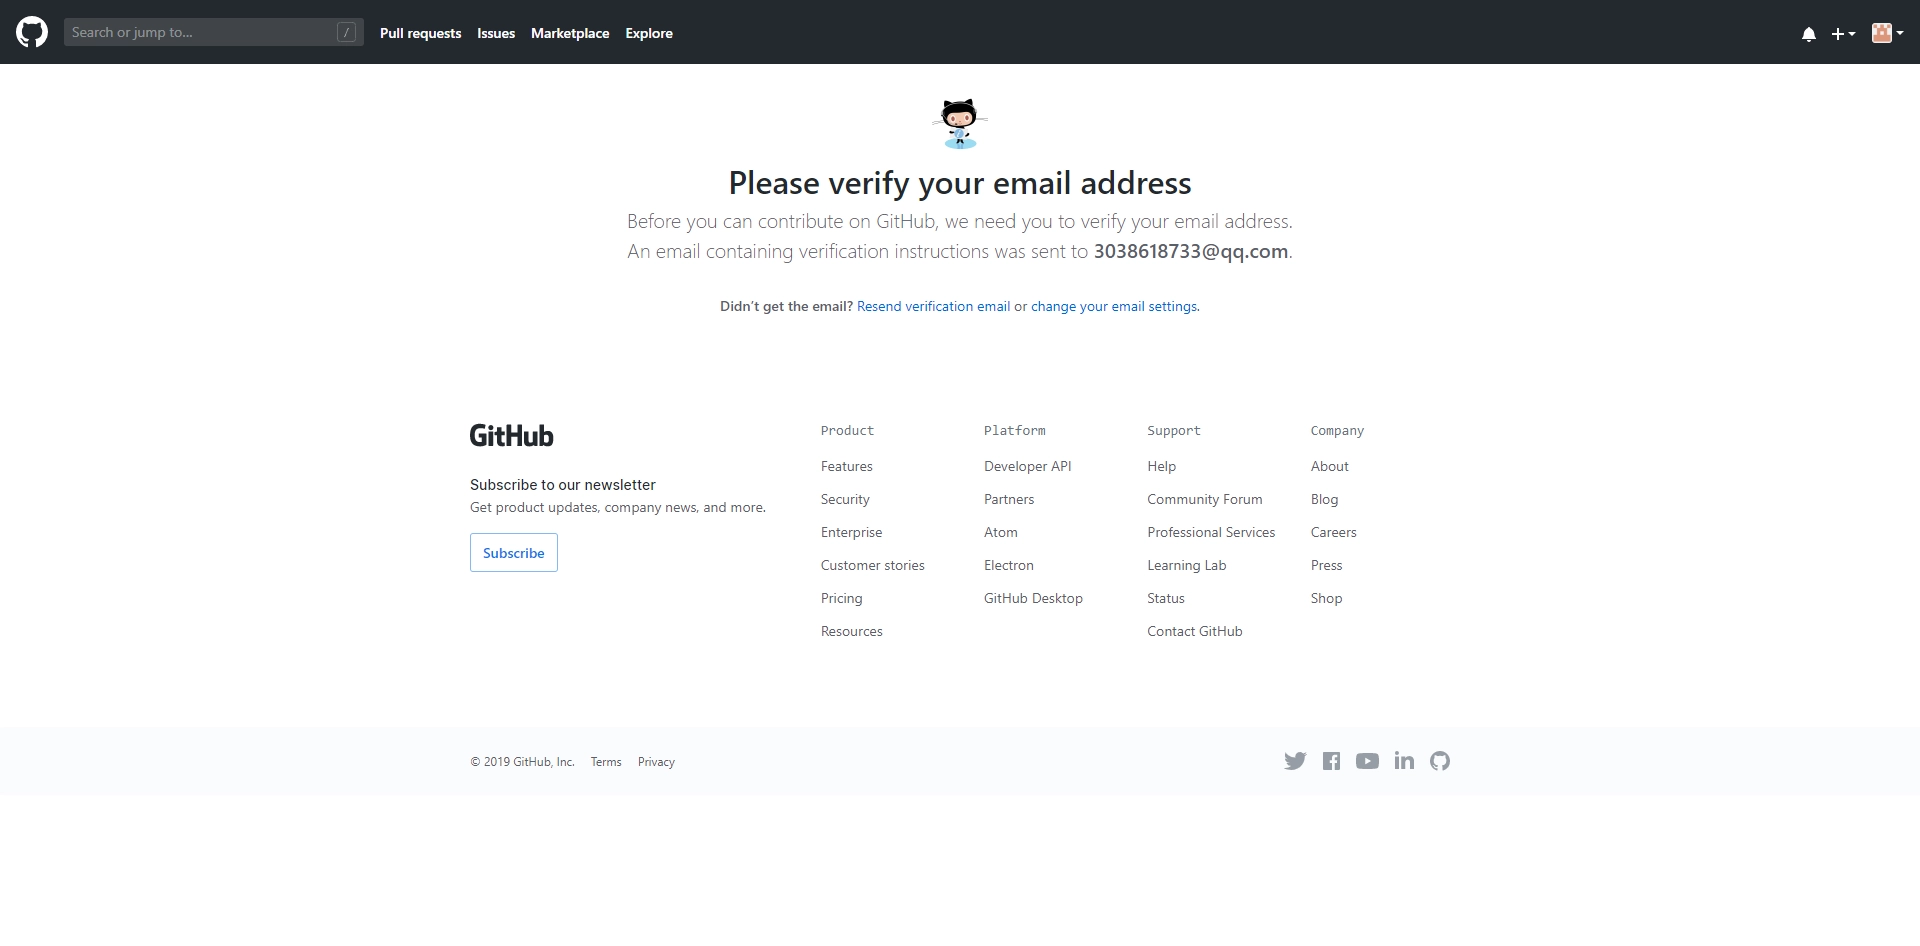 Search or jump to...
/
Pull requests
Issues
Marketplace
Explore
Please verify your email address
Before you can contribute on GitHub, we need you to verify your email address.
An email containing verification instructions was sent to 3038618733@qq.com.
Didn't get the email? Resend verification email or change your email settings.
GitHub
Subscribe to our newsletter
Get product updates, company news, and more.
Subscribe
Product
Features
Security
Enterprise
Customer stories
Pricing
Resources
Platform
Developer API
Partners
Atom
Electron
GitHub Desktop
Support
Help
Community Forum
Professional Services
Learning Lab
Status
Contact GitHub
Company
About
Blog
Careers
Press
Shop
© 2019 GitHub, Inc.
Terms
Privacy